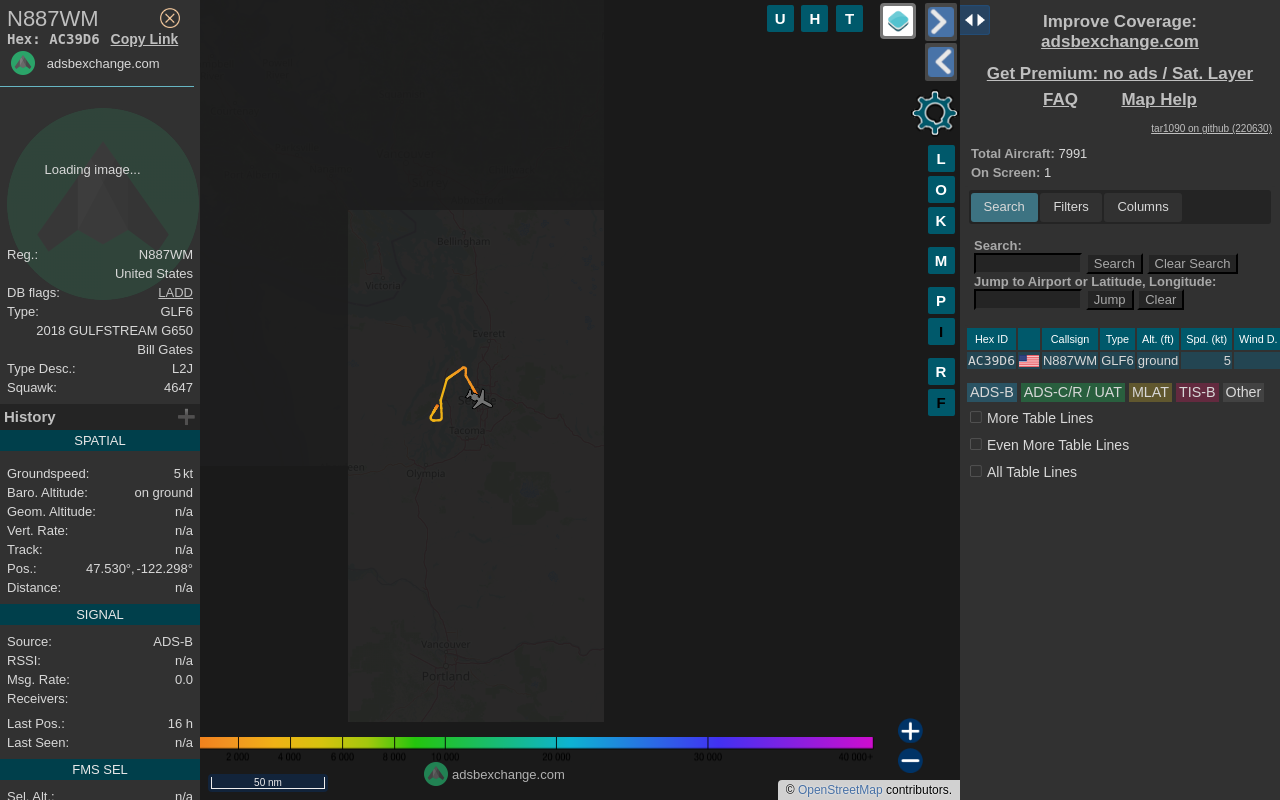 N887WM
Hex: AC39D6 Copy Link
adsbexchange.com
Loading image...
Reg.: N887WM
United States
DB flags: LADD
Type: GLF6
2018 GULFSTREAM G650
Bill Gates
Type Desc.: L2J
Squawk: 4647
History
SPATIAL
Groundspeed: 5 kt
Baro. Altitude: on ground
Geom. Altitude: n/a
Vert. Rate: n/a
Track: n/a
Pos.: 47.530°, -122.298°
Distance: n/a
SIGNAL
Source: ADS-B
RSSI: n/a
Msg. Rate: 0.0
Receivers:
Last Pos.: 16 h
Last Seen: n/a
FMS SEL
Sel. Alt.: n/a
U H T
L
O
K
M
P
I
R
F
Bellingham
Victoria
Everett
Tacoma
Olympia
Vancouver
Portland
2 000 4 000 6 000 8 000 10 000 20 000 30 000 40 000+
adsbexchange.com
50 nm
© OpenStreetMap contributors.
Improve Coverage:
adsbexchange.com
Get Premium: no ads / Sat. Layer
FAQ Map Help
tar1090 on github (220630)
Total Aircraft: 7991
On Screen: 1
Search Filters Columns
Search:
Search Clear Search
Jump to Airport or Latitude, Longitude:
Jump Clear
Hex ID Callsign Type Alt. (ft) Spd. (kt) Wind D.
AC39D6 N887WM GLF6 ground 5
ADS-B ADS-C/R / UAT MLAT TIS-B Other
More Table Lines
Even More Table Lines
All Table Lines